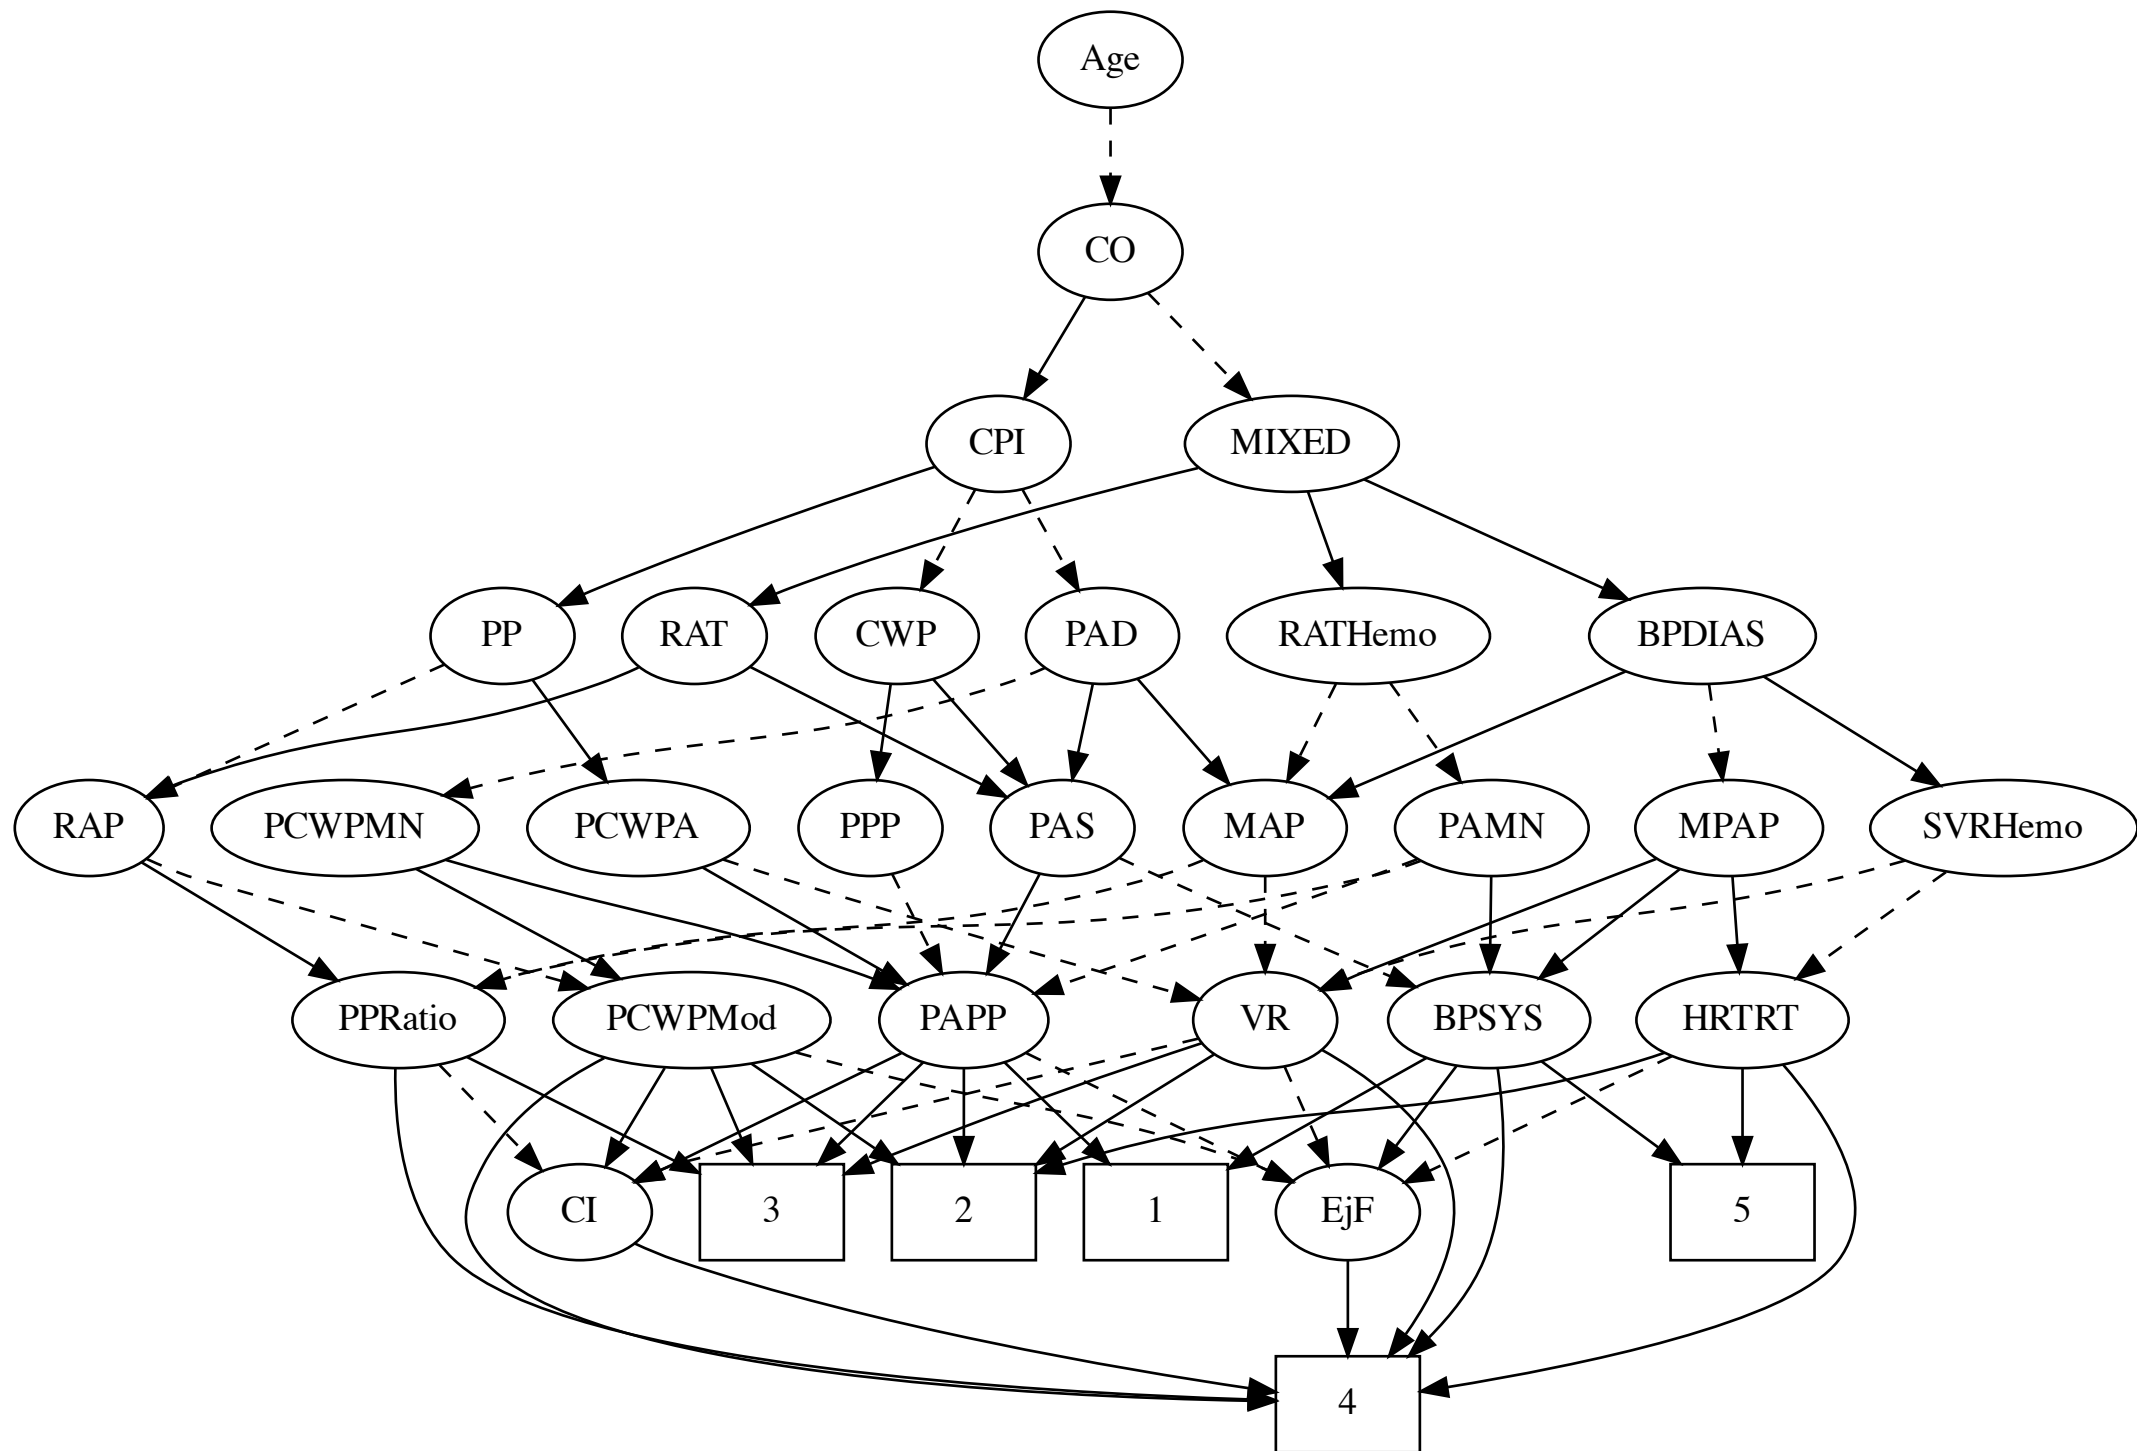 Age
CO
CPI
MIXED
PP
RAT
CWP
PAD
RATHemo
BPDIAS
RAP
PCWPMN
PCWPA
PPP
PAS
MAP
PAMN
MPAP
SVRHemo
PPRatio
PCWPMod
PAPP
VR
BPSYS
HRTRT
CI
3
2
1
EjF
5
4